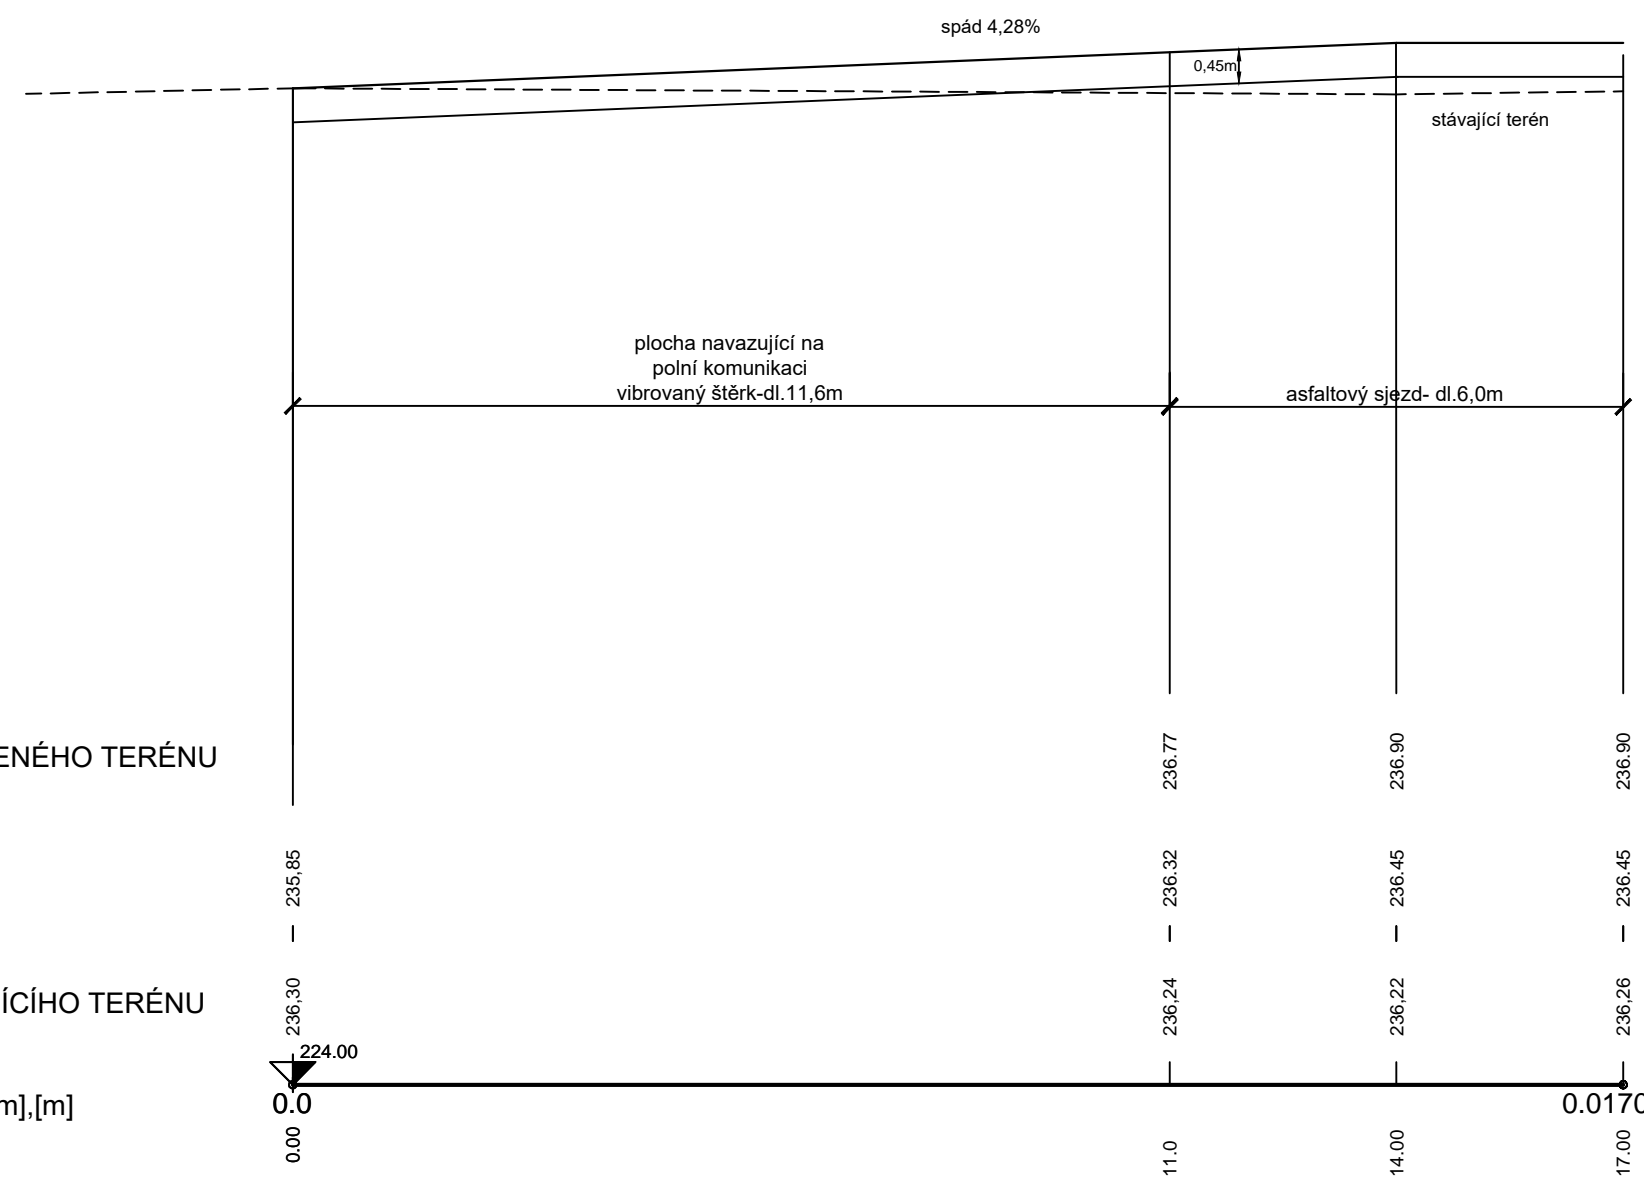 spád 4,28%
0,45m
stávající terén
plocha navazující na
polní komunikaci
vibrovaný štěrk-dl.11,6m
asfaltový sjezd- dl.6,0m
ENÉHO TERÉNU
236.77
236.90
236.90
235,85
236.32
236.45
236.45
ÍCÍHO TERÉNU
236,30
236,24
236,22
236,26
224.00
m],[m]
0.0
0.0170
0.00
11.0
14.00
17.00